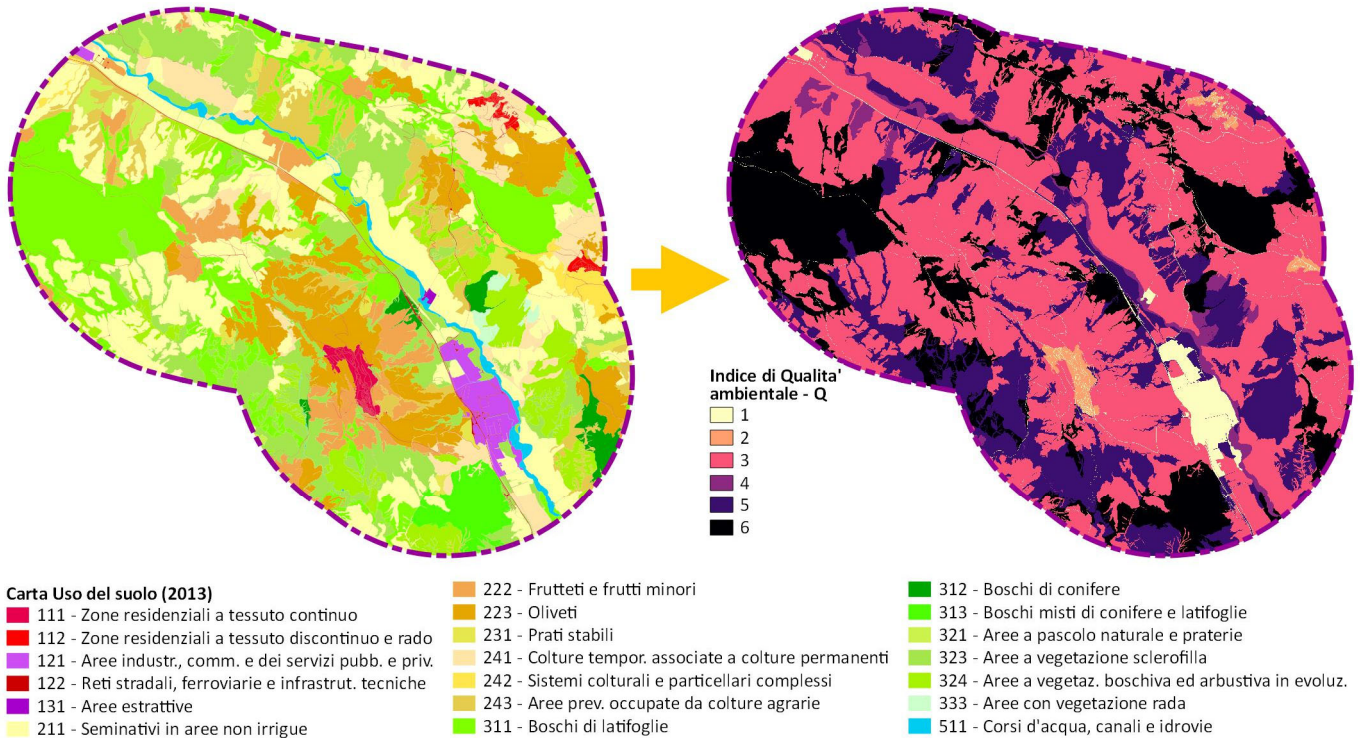 Indice di Qualita'
ambientale - Q
1
2
3
4
5
6
Carta Uso del suolo (2013)
111 - Zone residenziali a tessuto continuo
112 - Zone residenziali a tessuto discontinuo e rado
121 - Aree industr., comm. e dei servizi pubb. e priv.
122 - Reti stradali, ferroviarie e infrastrut. tecniche
131 - Aree estrattive
211 - Seminativi in aree non irrigue
222 - Frutteti e frutti minori
223 - Oliveti
231 - Prati stabili
241 - Colture tempor. associate a colture permanenti
242 - Sistemi colturali e particellari complessi
243 - Aree prev. occupate da colture agrarie
311 - Boschi di latifoglie
312 - Boschi di conifere
313 - Boschi misti di conifere e latifoglie
321 - Aree a pascolo naturale e praterie
323 - Aree a vegetazione sclerofilla
324 - Aree a vegetaz. boschiva ed arbustiva in evoluz.
333 - Aree con vegetazione rada
511 - Corsi d'acqua, canali e idrovie